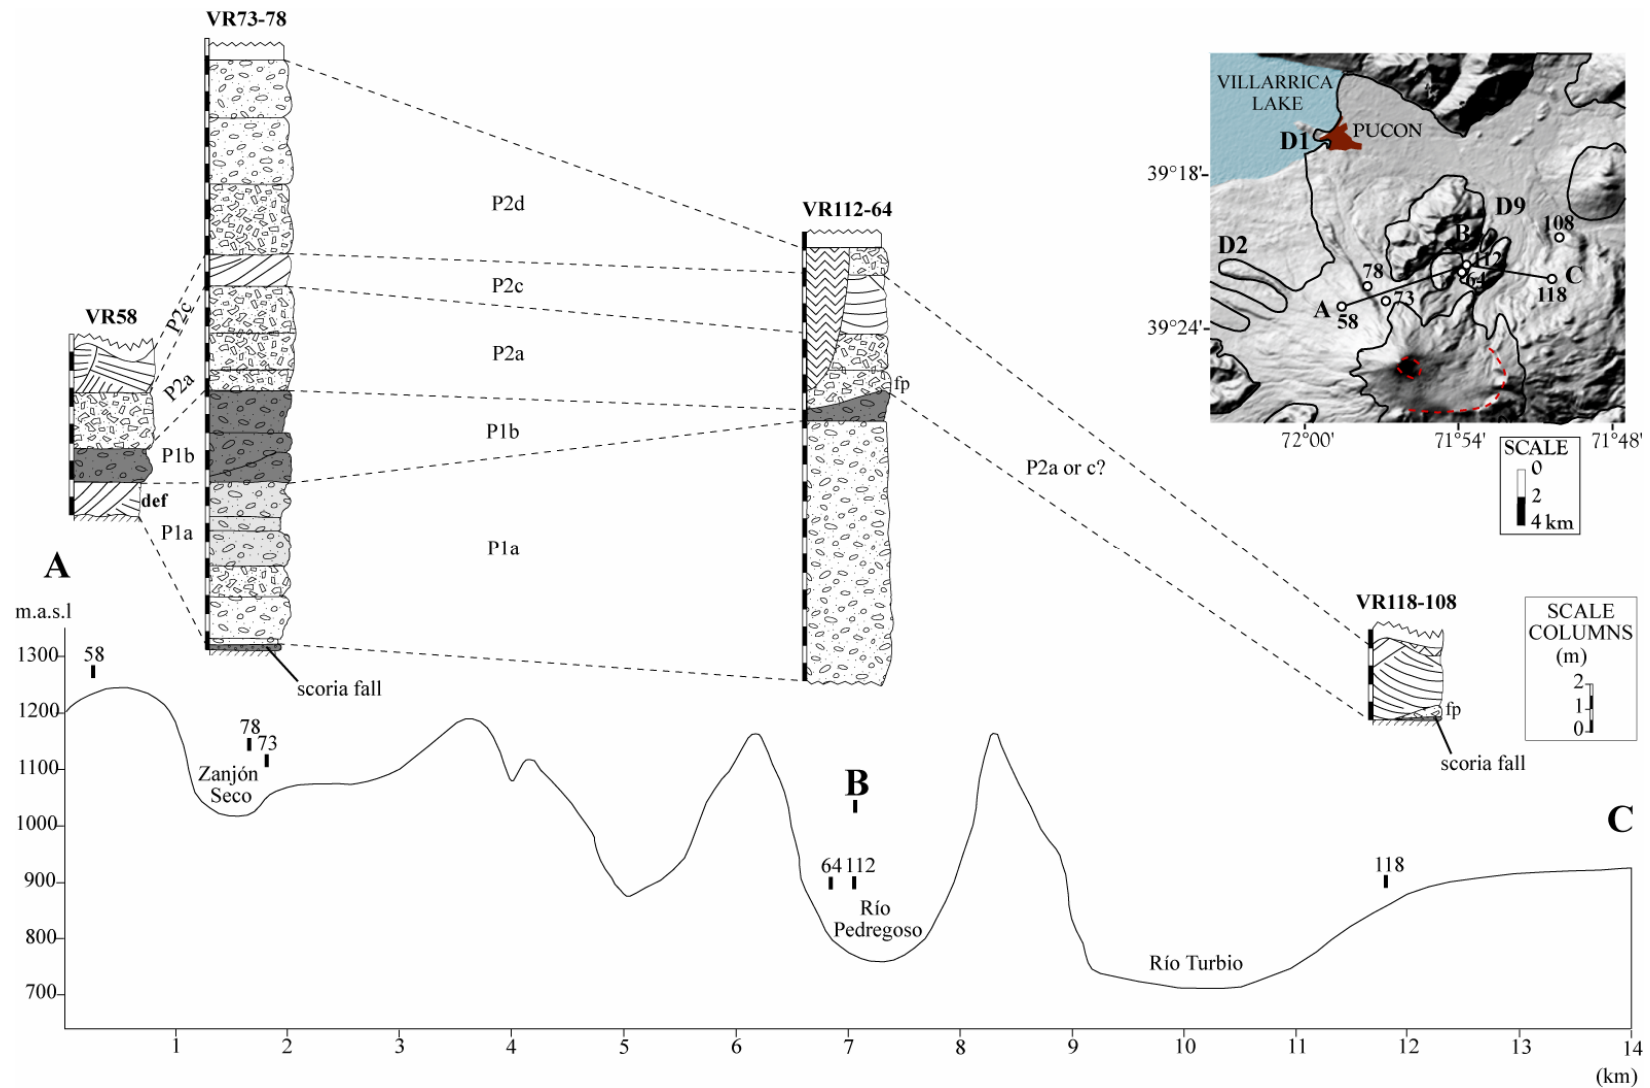 VR73-78
VR58
VR112-64
VR118-108
P2d
P2c
P2a
P1b
P1a
P2c
P2a
P1b
P1a
def
fp
P2a or c?
fp
scoria fall
scoria fall
VILLARRICA
LAKE
PUCON
D1
D2
D9
B
108
112
64
C
118
78
73
A
58
39°18'
39°24'
72°00'
71°54'
71°48'
SCALE
0
2
4 km
SCALE
COLUMNS
(m)
2
1
0
A
B
C
m.a.s.l
1300
1200
1100
1000
900
800
700
58
78
73
Zanjón
Seco
64 112
Río
Pedregoso
Río Turbio
118
1 2 3 4 5 6 7 8 9 10 11 12 13 14
(km)